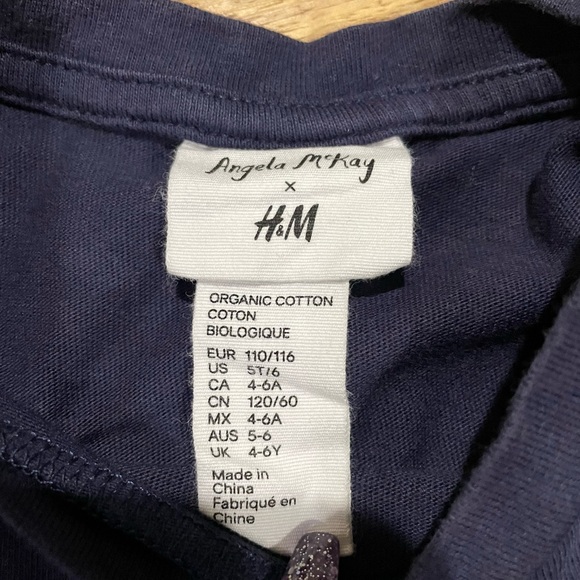 Angela McKay
x
H&M
ORGANIC COTTON
COTON
BIOLOGIQUE
EUR 110/116
US 5T/6
CA 4-6A
CN 120/60
MX 4-6A
AUS 5-6
UK 4-6Y
Made in
China
Fabriqué en
Chine